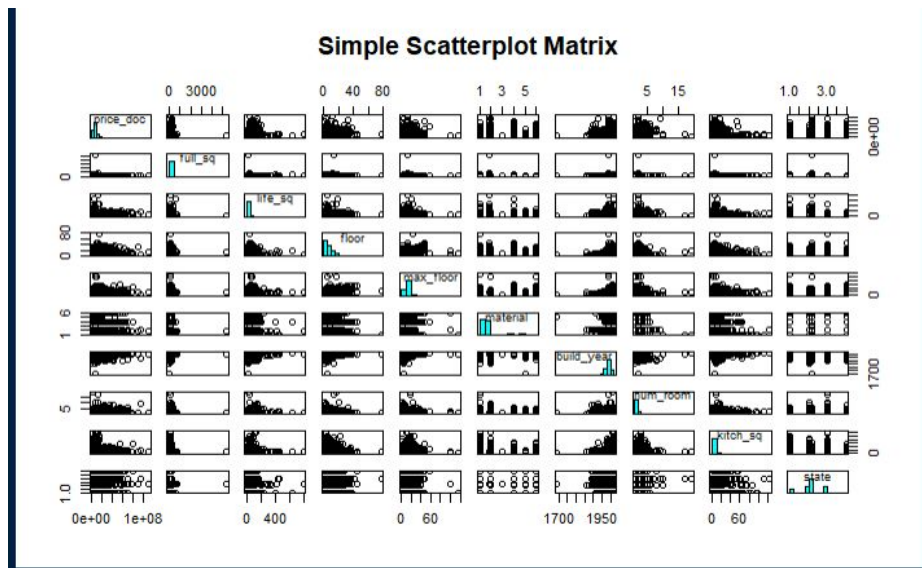 Simple Scatterplot Matrix
0 3000 0 40 80 1 3 5 5 15 1.0 3.0
price_doc 0e+00
0 full_sq
life_sq 0
0 80 floor
max_floor 0
1 6 material
build_year 1700
5 num_room
kitch_sq 0
1.0 state
0e+00 1e+08 0 400 0 60 1700 1950 0 60